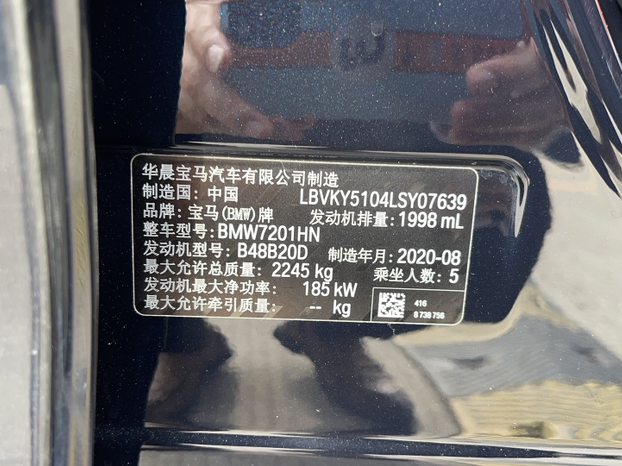 华晨宝马汽车有限公司制造
制造国：中国 LBVKY5104LSY07639
品牌：宝马(BMW)牌 发动机排量：1998 mL
整车型号：BMW7201HN
发动机型号：B48B20D 制造年月：2020-08
最大允许总质量：2245 kg 乘坐人数：5
发动机最大净功率：185 kW
最大允许牵引质量：-- kg
416
8 738 756